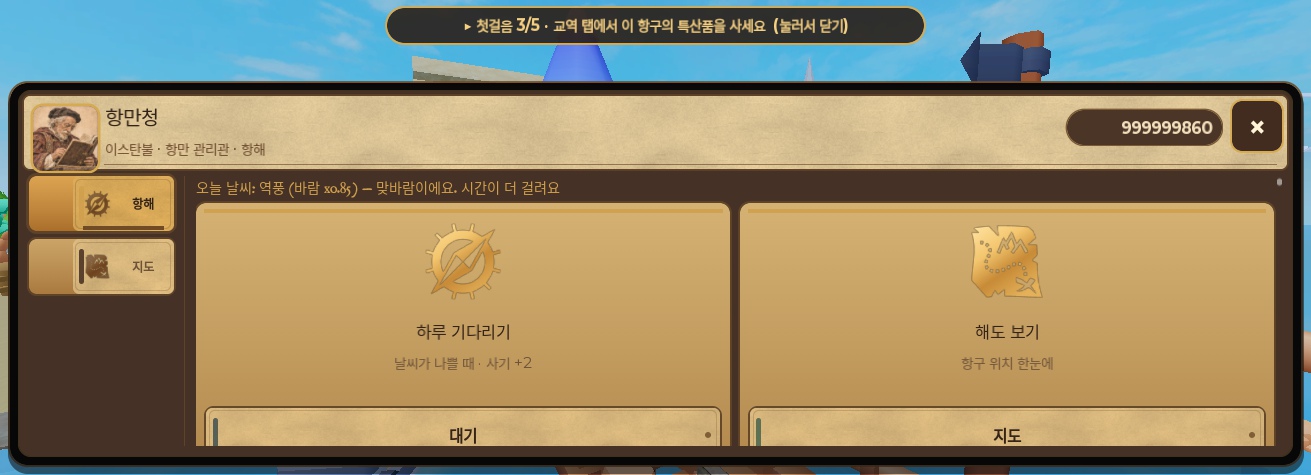 ▸ 첫걸음 3/5 · 교역 탭에서 이 항구의 특산품을 사세요 (눌러서 닫기)
항만청
이스탄불 · 항만 관리관 · 항해
999999860
×
항해
지도
오늘 날씨: 역풍 (바람 x0.85) — 맞바람이에요. 시간이 더 걸려요
하루 기다리기
날씨가 나쁠 때 · 사기 +2
대기
해도 보기
항구 위치 한눈에
지도